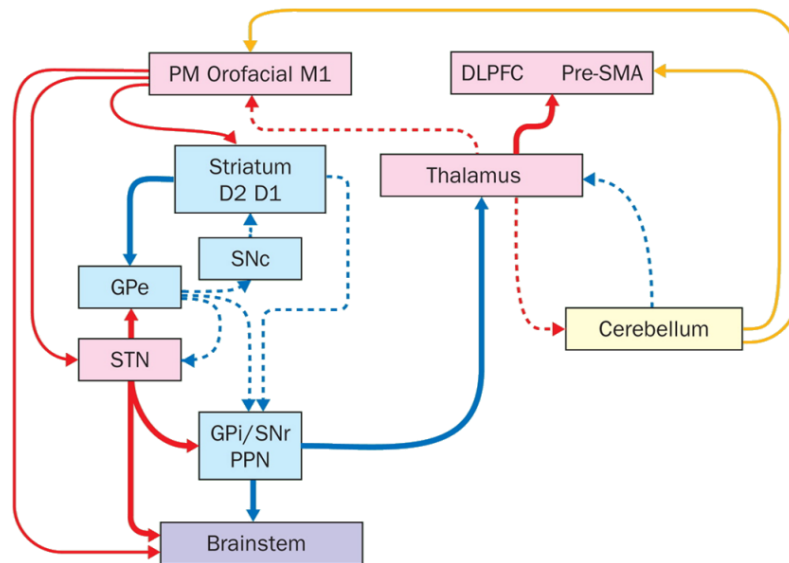 PM Orofacial M1
DLPFC Pre-SMA
Striatum
D2 D1
Thalamus
SNc
GPe
Cerebellum
STN
GPi/SNr
PPN
Brainstem